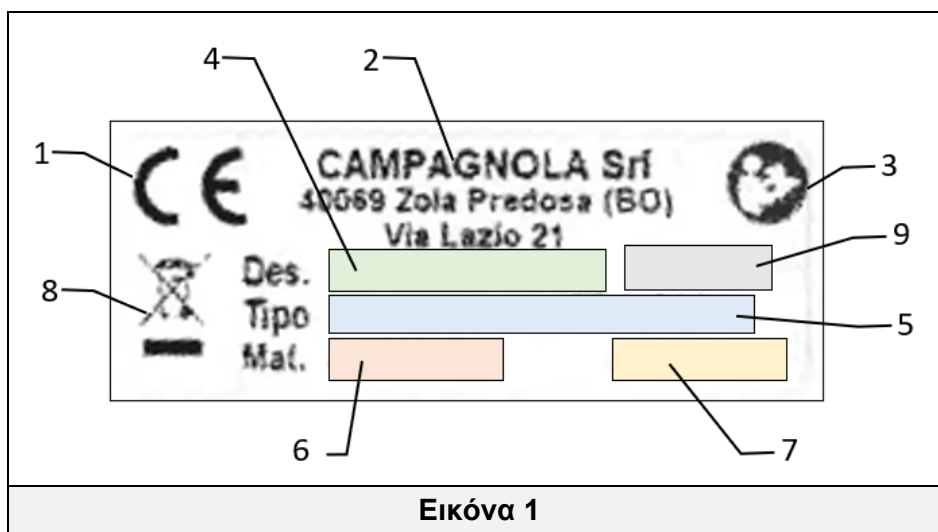 4 2
1 CE CAMPAGNOLA Srl 3
40069 Zola Predosa (BO)
Via Lazio 21
9
8 Des.
Tipo 5
Mat.
6 7
Εικόνα 1